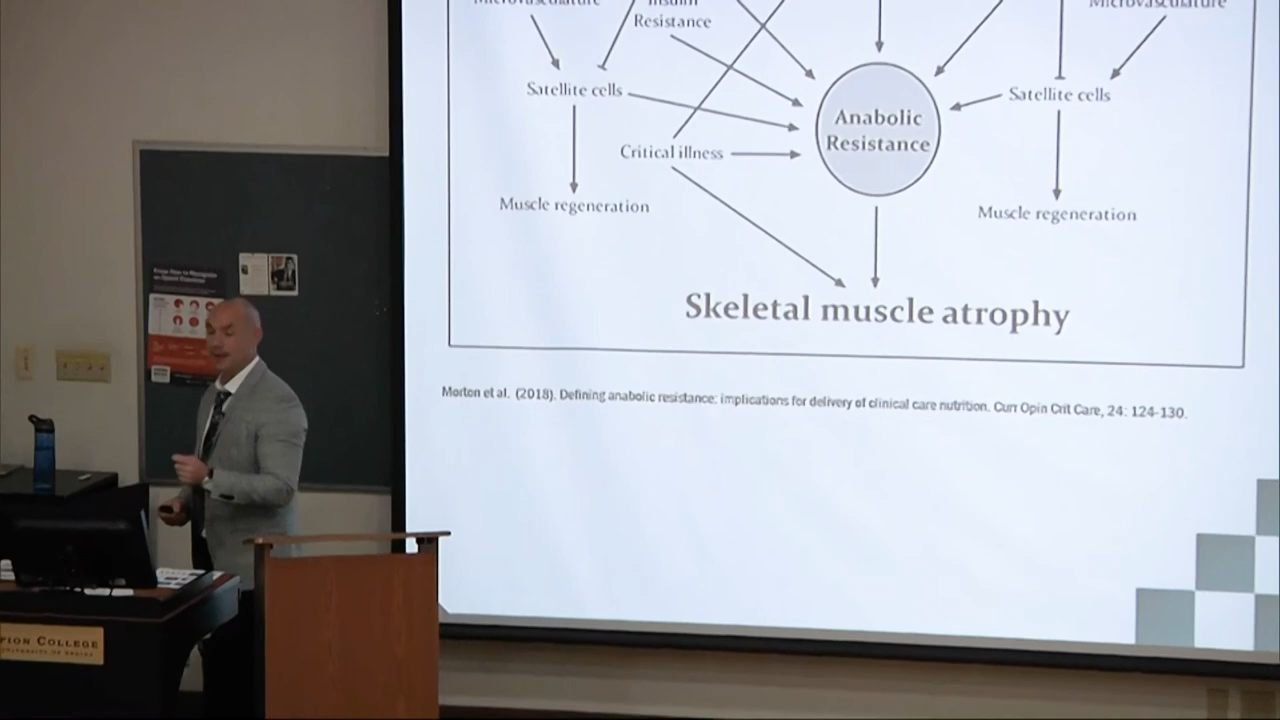 Microvasculature
Insulin
Resistance
Microvasculature
Satellite cells
Satellite cells
Anabolic
Resistance
Critical illness
Muscle regeneration
Muscle regeneration
Skeletal muscle atrophy
Morton et al. (2018). Defining anabolic resistance: implications for delivery of clinical care nutrition. Curr Opin Crit Care, 24: 124-130.
PION COLLEGE